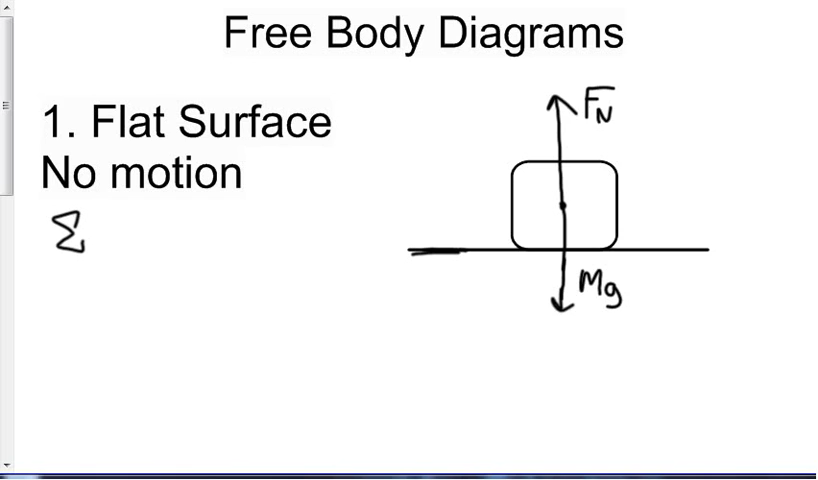 Free Body Diagrams
F_N
1. Flat Surface
No motion
Σ
Mg